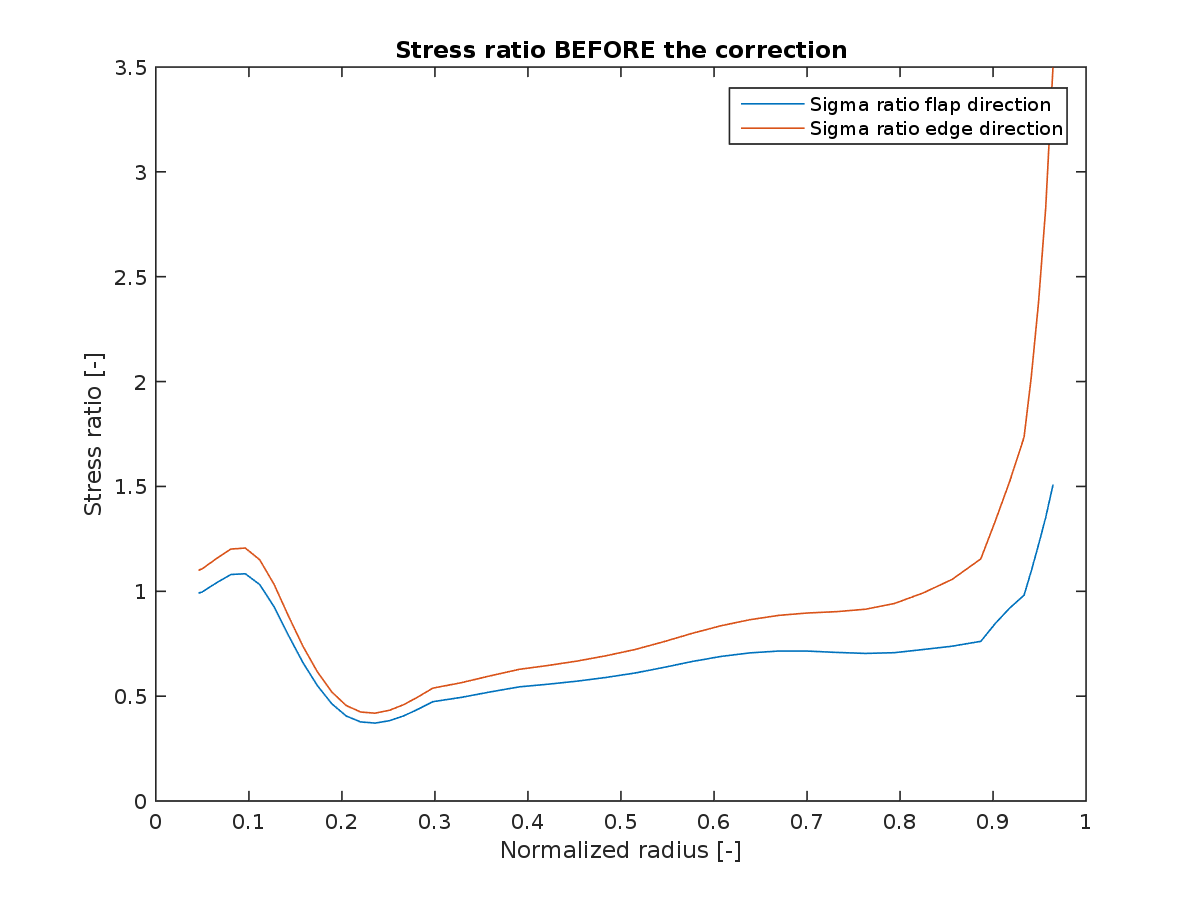 Stress ratio BEFORE the correction
Sigma ratio flap direction
Sigma ratio edge direction
Stress ratio [-]
3.5
3
2.5
2
1.5
1
0.5
0
0 0.1 0.2 0.3 0.4 0.5 0.6 0.7 0.8 0.9 1
Normalized radius [-]